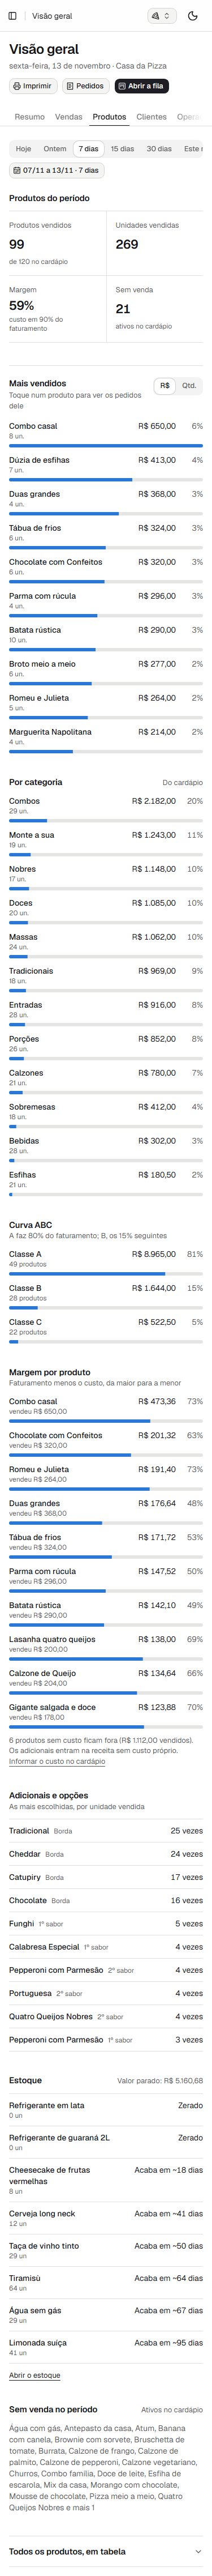 Visão geral
Visão geral
sexta-feira, 13 de novembro · Casa da Pizza
Imprimir
Pedidos
Abrir a fila
Resumo
Vendas
Produtos
Clientes
Opera
Hoje
Ontem
7 dias
15 dias
30 dias
Este
07/11 a 13/11 · 7 dias
Produtos do período
Produtos vendidos
99
de 120 no cardápio
Unidades vendidas
269
Margem
59%
custo em 90% do
faturamento
Sem venda
21
ativos no cardápio
Mais vendidos
Toque num produto para ver os pedidos
dele
R$
Qtd.
Combo casal R$ 650,00 6%
8 un.
Dúzia de esfihas R$ 413,00 4%
7 un.
Duas grandes R$ 368,00 3%
4 un.
Tábua de frios R$ 324,00 3%
6 un.
Chocolate com Confeitos R$ 320,00 3%
6 un.
Parma com rúcula R$ 296,00 3%
4 un.
Batata rústica R$ 290,00 3%
10 un.
Broto meio a meio R$ 277,00 2%
6 un.
Romeu e Julieta R$ 264,00 2%
5 un.
Marguerita Napolitana R$ 214,00 2%
4 un.
Por categoria Do cardápio
Combos R$ 2.182,00 20%
29 un.
Monte a sua R$ 1.243,00 11%
19 un.
Nobres R$ 1.148,00 10%
17 un.
Doces R$ 1.085,00 10%
20 un.
Massas R$ 1.062,00 10%
24 un.
Tradicionais R$ 969,00 9%
18 un.
Entradas R$ 916,00 8%
28 un.
Porções R$ 852,00 8%
26 un.
Calzones R$ 780,00 7%
21 un.
Sobremesas R$ 412,00 4%
18 un.
Bebidas R$ 302,00 3%
28 un.
Esfihas R$ 180,50 2%
21 un.
Curva ABC
A faz 80% do faturamento; B, os 15% seguintes
Classe A R$ 8.965,00 81%
49 produtos
Classe B R$ 1.644,00 15%
28 produtos
Classe C R$ 522,50 5%
22 produtos
Margem por produto
Faturamento menos o custo, da maior para a menor
Combo casal R$ 473,36 73%
vendeu R$ 650,00
Chocolate com Confeitos R$ 201,32 63%
vendeu R$ 320,00
Romeu e Julieta R$ 191,40 73%
vendeu R$ 264,00
Duas grandes R$ 176,64 48%
vendeu R$ 368,00
Tábua de frios R$ 171,72 53%
vendeu R$ 324,00
Parma com rúcula R$ 147,52 50%
vendeu R$ 296,00
Batata rústica R$ 142,10 49%
vendeu R$ 290,00
Lasanha quatro queijos R$ 138,00 69%
vendeu R$ 200,00
Calzone de Queijo R$ 134,64 66%
vendeu R$ 204,00
Gigante salgada e doce R$ 123,88 70%
vendeu R$ 178,00
6 produtos sem custo ficam fora (R$ 1.112,00 vendidos).
Os adicionais entram na receita sem custo próprio.
Informar o custo no cardápio
Adicionais e opções
As mais escolhidas, por unidade vendida
Tradicional Borda 25 vezes
Cheddar Borda 24 vezes
Catupiry Borda 17 vezes
Chocolate Borda 16 vezes
Funghi 1º sabor 5 vezes
Calabresa Especial 1º sabor 4 vezes
Pepperoni com Parmesão 2º sabor 4 vezes
Portuguesa 2º sabor 4 vezes
Quatro Queijos Nobres 2º sabor 4 vezes
Pepperoni com Parmesão 1º sabor 3 vezes
Estoque Valor parado: R$ 5.160,68
Refrigerante em lata Zerado
0 un
Refrigerante de guaraná 2L Zerado
0 un
Cheesecake de frutas Acaba em ~18 dias
vermelhas
8 un
Cerveja long neck Acaba em ~41 dias
12 un
Taça de vinho tinto Acaba em ~50 dias
29 un
Tiramisù Acaba em ~64 dias
64 un
Água sem gás Acaba em ~67 dias
29 un
Limonada suíça Acaba em ~95 dias
41 un
Abrir o estoque
Sem venda no período Ativos no cardápio
Água com gás, Antepasto da casa, Atum, Banana
com canela, Brownie com sorvete, Bruschetta de
tomate, Burrata, Calzone de frango, Calzone de
palmito, Calzone de pepperoni, Calzone vegetariano,
Churros, Combo família, Doce de leite, Esfiha de
escarola, Mix da casa, Morango com chocolate,
Mousse de chocolate, Pizza meio a meio, Quatro
Queijos Nobres e mais 1
Todos os produtos, em tabela